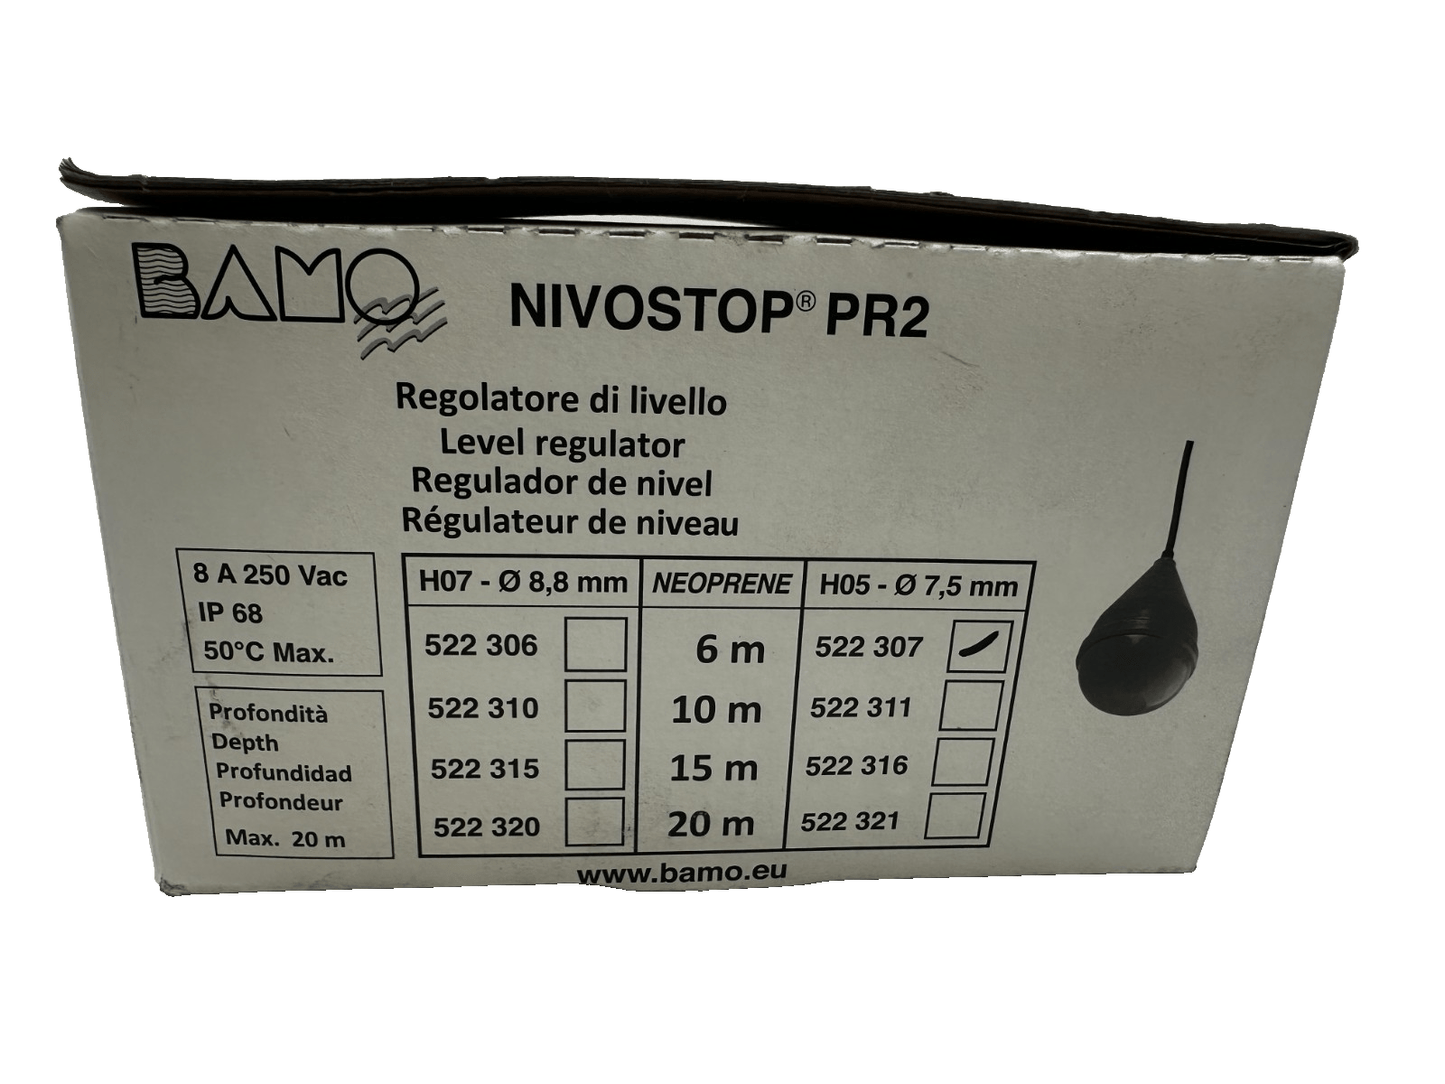 BAMO
NIVOSTOP® PR2
Regolatore di livello
Level regulator
Regulador de nivel
Régulateur de niveau
8 A 250 Vac
IP 68
50°C Max.
Profondità
Depth
Profundidad
Profondeur
Max. 20 m
H07 - Ø 8,8 mm NEOPRENE H05 - Ø 7,5 mm
522 306 6 m 522 307
522 310 10 m 522 311
522 315 15 m 522 316
522 320 20 m 522 321
www.bamo.eu